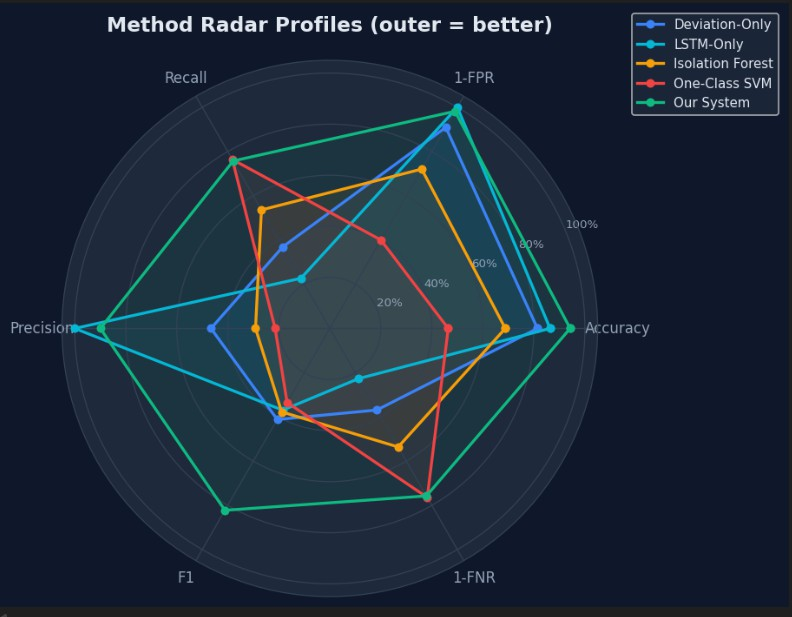 Method Radar Profiles (outer = better)
Deviation-Only
LSTM-Only
Isolation Forest
One-Class SVM
Our System
Recall
1-FPR
100%
80%
60%
40%
20%
Precision
Accuracy
F1
1-FNR